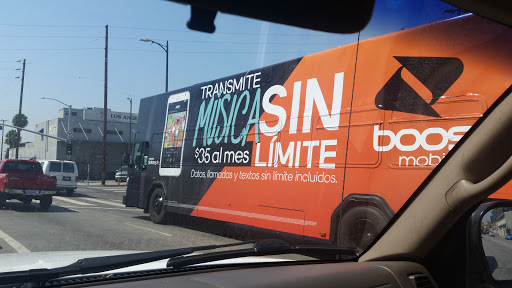 TRANSMITE
MÚSICA SIN
$35 al mes LÍMITE
Datos, llamadas y textos sin límite incluidos.
boost
mobile